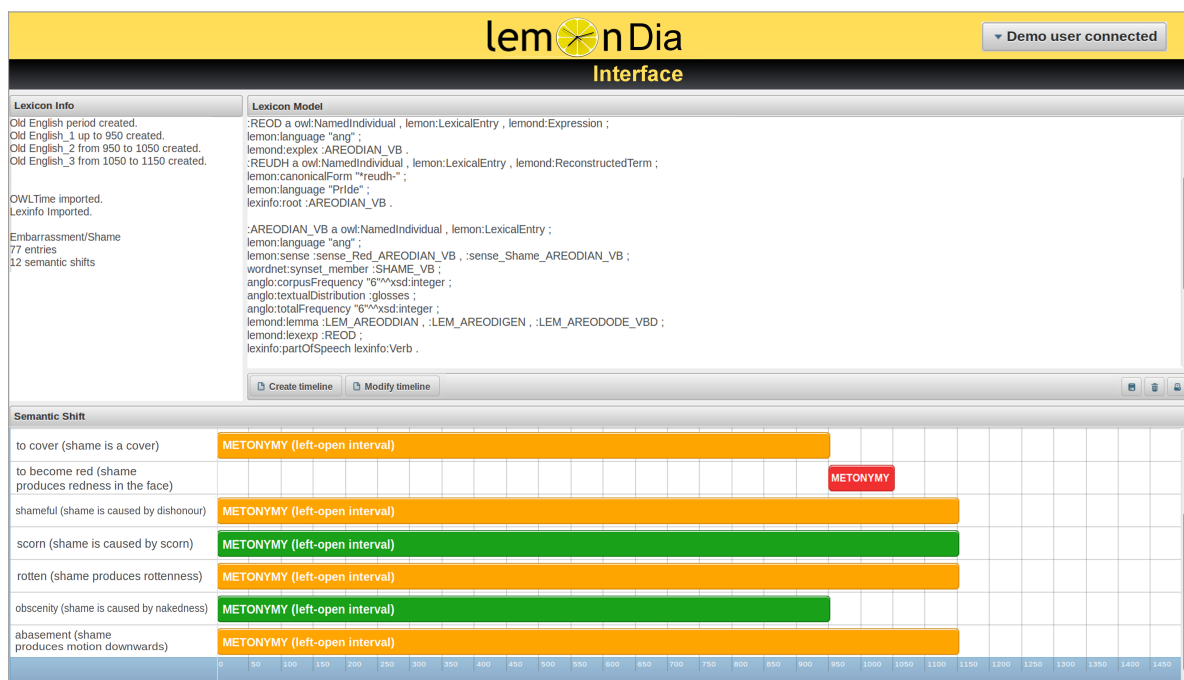 lem n Dia
Demo user connected
Interface
Lexicon Info
Old English period created.
Old English_1 up to 950 created.
Old English_2 from 950 to 1050 created.
Old English_3 from 1050 to 1150 created.
OWLTime imported.
Lexinfo Imported.
Embarrassment/Shame
77 entries
12 semantic shifts
Lexicon Model
:REOD a owl:NamedIndividual , lemon:LexicalEntry , lemond:Expression ;
lemon:language "ang" ;
lemond:explex :AREODIAN_VB .
:REUDH a owl:NamedIndividual , lemon:LexicalEntry , lemond:ReconstructedTerm ;
lemon:canonicalForm "*reudh-" ;
lemon:language "PrIde" ;
lexinfo:root :AREODIAN_VB .
:AREODIAN_VB a owl:NamedIndividual , lemon:LexicalEntry ;
lemon:language "ang" ;
lemon:sense :sense_Red_AREODIAN_VB , :sense_Shame_AREODIAN_VB ;
wordnet:synset_member :SHAME_VB ;
anglo:corpusFrequency "6"^^xsd:integer ;
anglo:textualDistribution :glosses ;
anglo:totalFrequency "6"^^xsd:integer ;
lemond:lemma :LEM_AREODDIAN , :LEM_AREODIGEN , :LEM_AREODODE_VBD ;
lemond:lexexp :REOD ;
lexinfo:partOfSpeech lexinfo:Verb .
Create timeline
Modify timeline
Semantic Shift
to cover (shame is a cover)
METONYMY (left-open interval)
to become red (shame
produces redness in the face)
METONYMY
shameful (shame is caused by dishonour)
METONYMY (left-open interval)
scorn (shame is caused by scorn)
METONYMY (left-open interval)
rotten (shame produces rottenness)
METONYMY (left-open interval)
obscenity (shame is caused by nakedness)
METONYMY (left-open interval)
abasement (shame
produces motion downwards)
METONYMY (left-open interval)
0 50 100 150 200 250 300 350 400 450 500 550 600 650 700 750 800 850 900 950 1000 1050 1100 1150 1200 1250 1300 1350 1400 1450